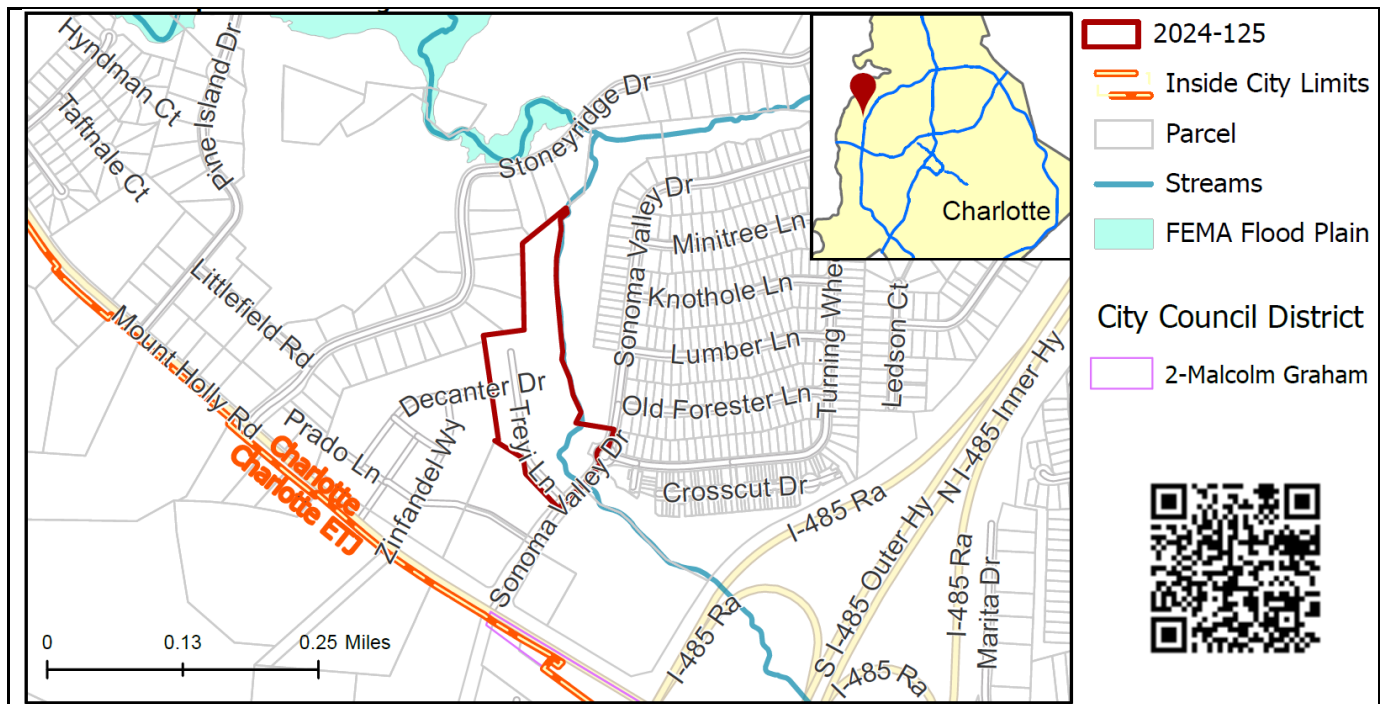 Hyndman Ct
Taftnale Ct
Pine Island Dr
Stoneyridge Dr
Littlefield Rd
Mount Holly Rd
Charlotte
Charlotte ETJ
Prado Ln
Decanter Dr
Zinfandel Wy
Treyi Ln
Sonoma Valley Dr
Sonoma Valley Dr
Minitree Ln
Knothole Ln
Lumber Ln
Old Forester Ln
Crosscut Dr
Turning Whee
Ledson Ct
I-485 Ra
I-485 Ra
S I-485 Outer Hy
N I-485 Inner Hy
I-485 Ra
I-485 Ra
Marita Dr
0 0.13 0.25 Miles
Charlotte
2024-125
Inside City Limits
Parcel
Streams
FEMA Flood Plain
City Council District
2-Malcolm Graham